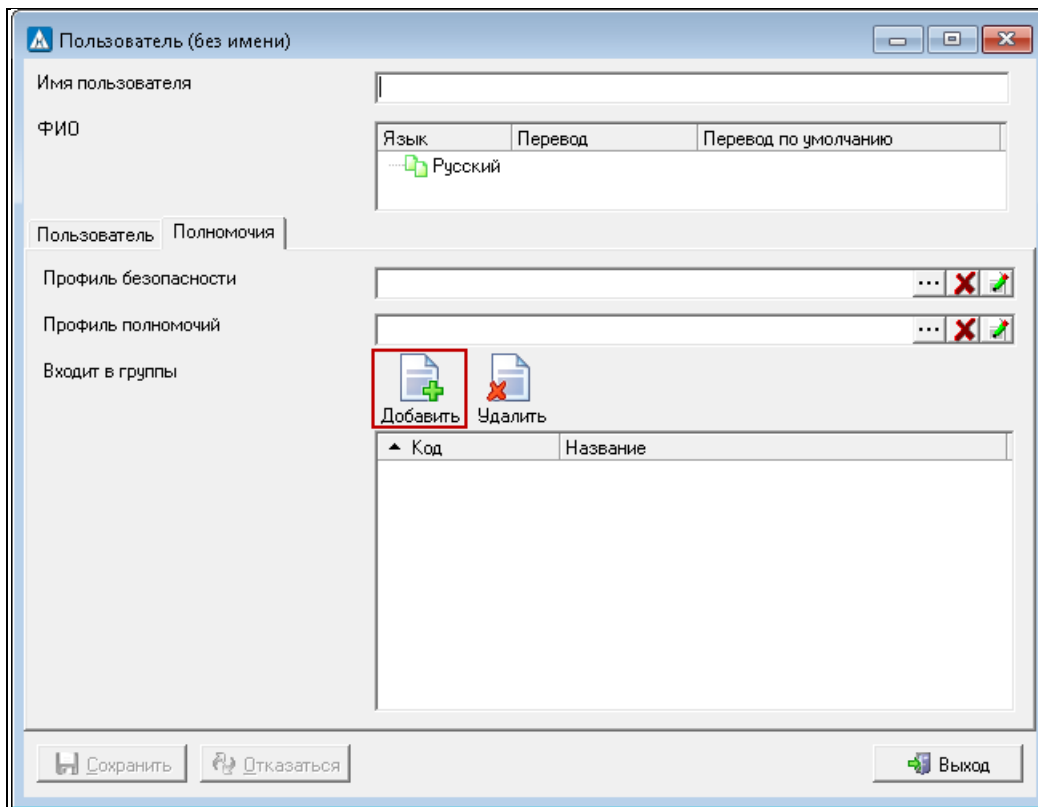 Пользователь (без имени)
Имя пользователя
ФИО
Язык Перевод Перевод по умолчанию
Русский
Пользователь Полномочия
Профиль безопасности
Профиль полномочий
Входит в группы
Добавить Удалить
Код Название
Сохранить Отказаться Выход